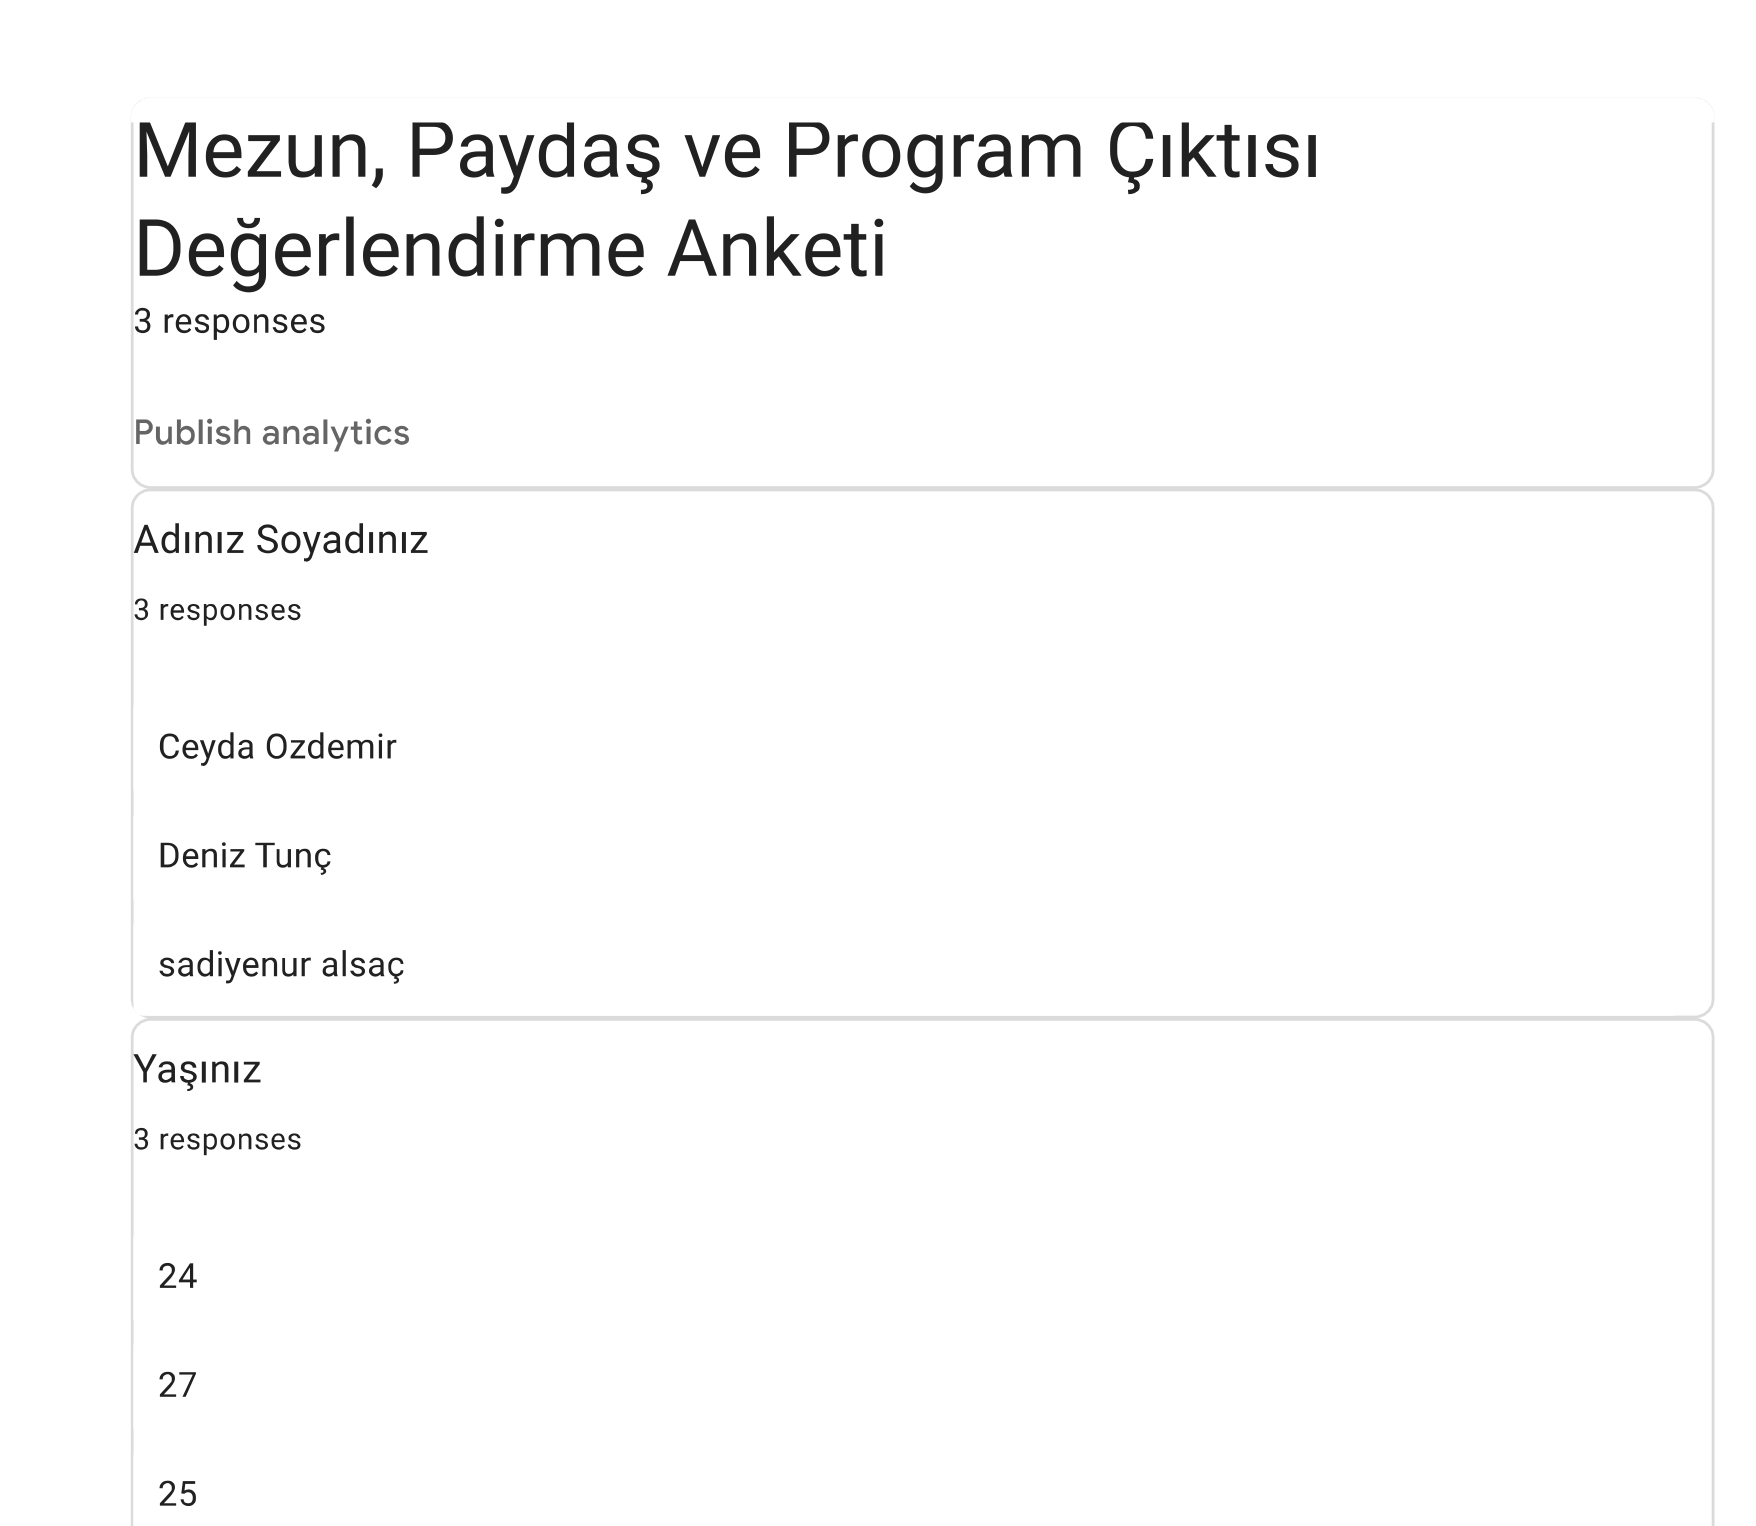 Mezun, Paydaş ve Program Çıktısı
Değerlendirme Anketi
3 responses
Publish analytics
Adınız Soyadınız
3 responses
Ceyda Ozdemir
Deniz Tunç
sadiyenur alsaç
Yaşınız
3 responses
24
27
25